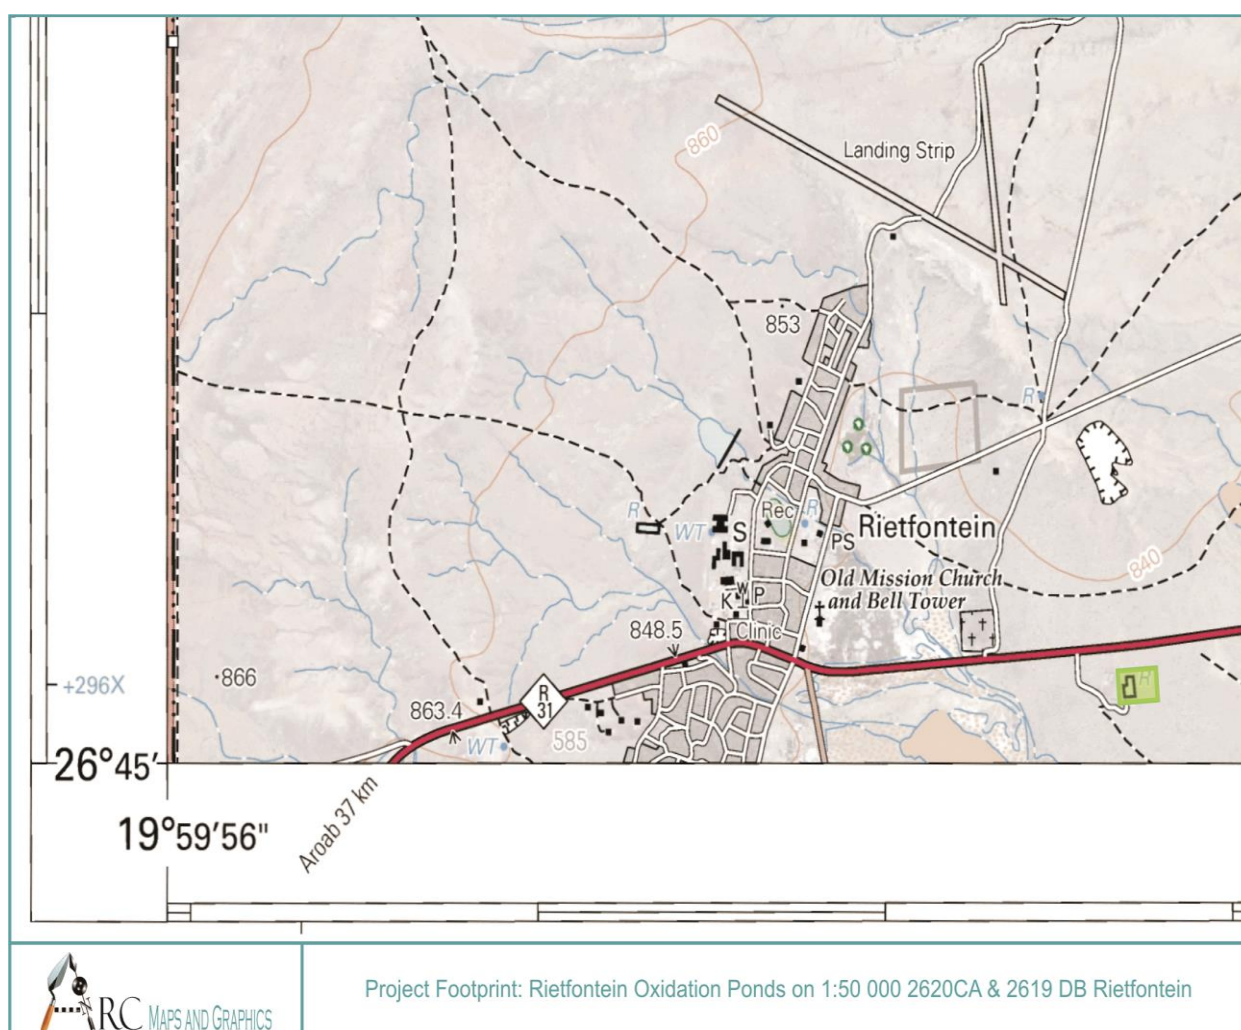 860
Landing Strip
853
R
R
WT
S
Rec
R
PS
Rietfontein
840
Old Mission Church
and Bell Tower
K
W
P
848.5
Clinic
866
+296X
863.4
R
31
585
WT
26°45'
19°59'56"
Aroab 37 km
ARC MAPS AND GRAPHICS
Project Footprint: Rietfontein Oxidation Ponds on 1:50 000 2620CA & 2619 DB Rietfontein